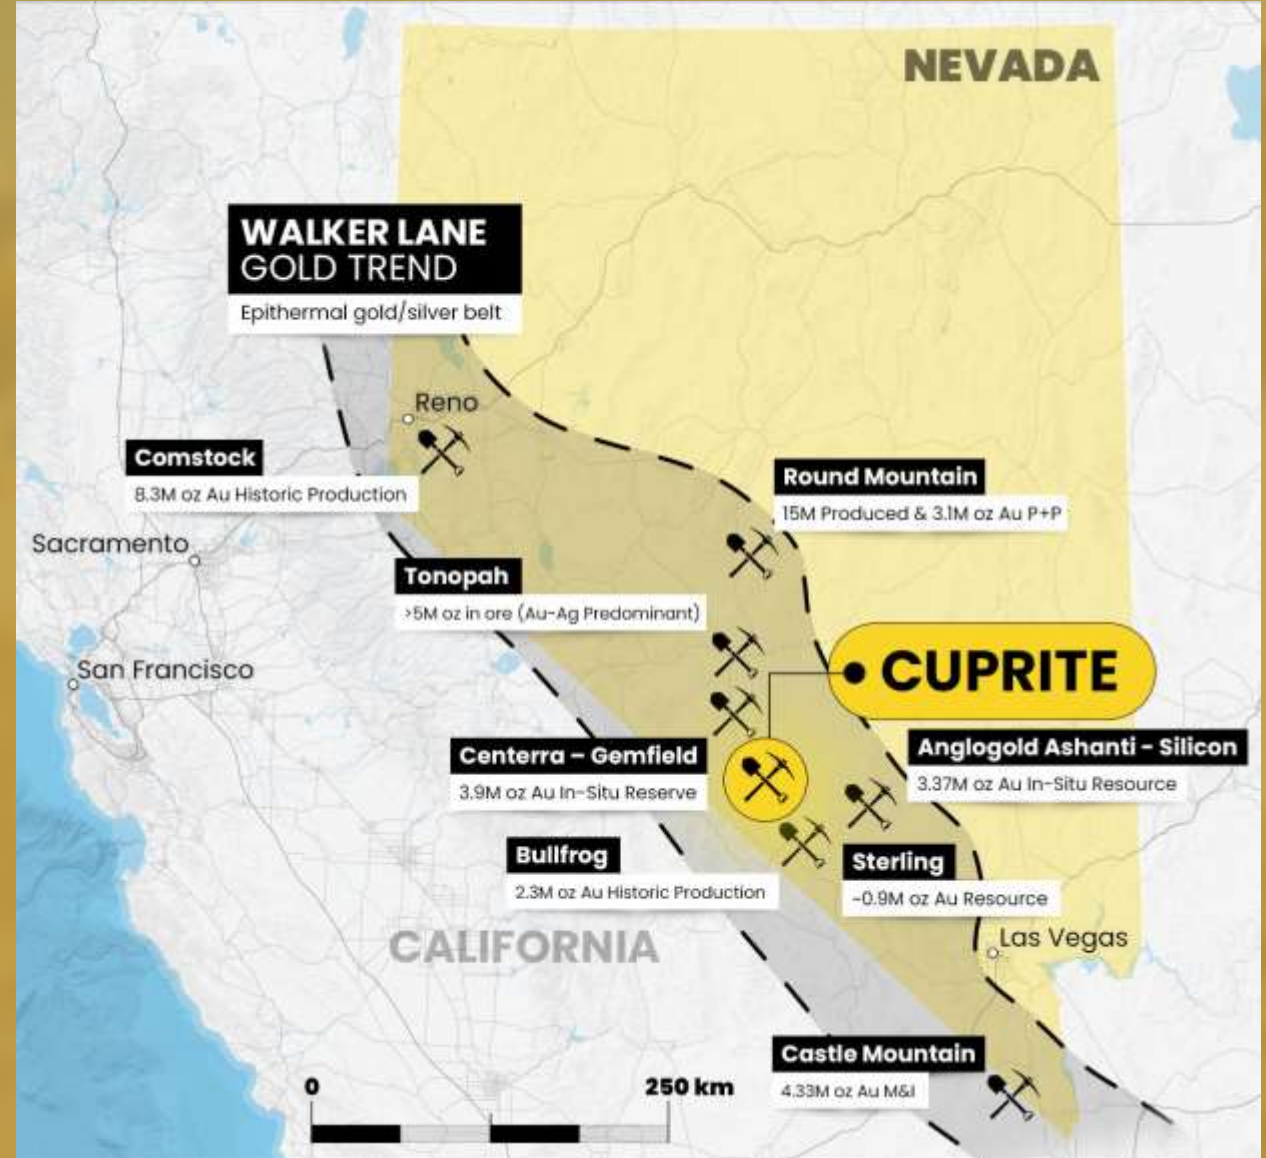 NEVADA
WALKER LANE
GOLD TREND
Epithermal gold/silver belt
Reno
Comstock
8.3M oz Au Historic Production
Round Mountain
15M Produced & 3.1M oz Au P+P
Sacramento
Tonopah
>5M oz in ore (Au-Ag Predominant)
San Francisco
CUPRITE
Centerra – Gemfield
3.9M oz Au In-Situ Reserve
Anglogold Ashanti - Silicon
3.37M oz Au In-Situ Resource
Bullfrog
2.3M oz Au Historic Production
Sterling
~0.9M oz Au Resource
CALIFORNIA
Las Vegas
Castle Mountain
4.33M oz Au M&I
0
250 km